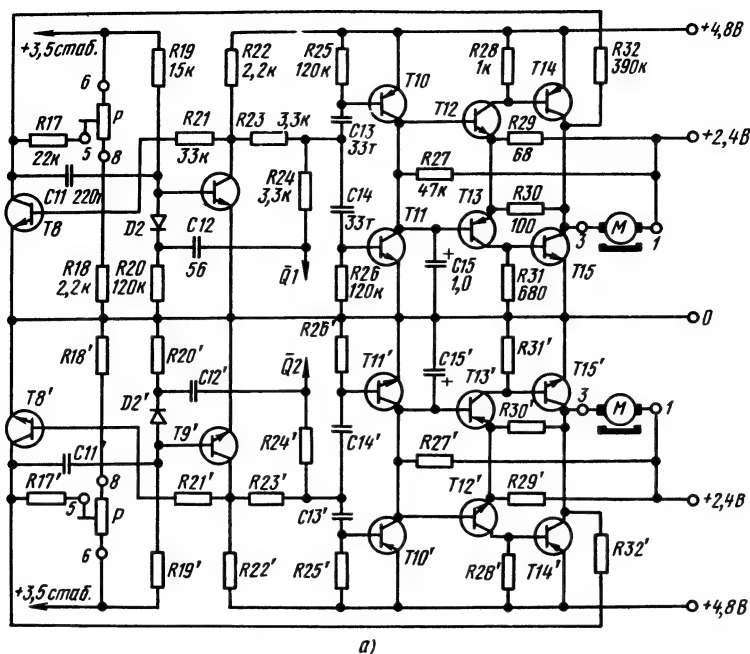 +3,5 стаб.
R19
15к
R22
2,2к
R25
120к
T10
R28
1к
T14
R32
390к
+4,8В
6
P
R17
22к
5
8
R21
33к
R23
3,3к
C13
33т
T12
R29
68
+2,4В
C11 220т
R24
3,3к
C14
33т
R27
47к
T11
T13
R30
100
T8
D2
C12
56
3
M
1
C15
1,0
+
T15
R31
680
R18
2,2к
R20
120к
Q̄1
R26
120к
0
R18'
R20'
Q̄2
R26'
T11'
C15'
+
R31'
T15'
T8'
D2'
C12'
T13'
3
M
1
T9'
R24'
C14'
R30'
C11'
R27'
R17'
8
5
P
6
R21'
R23'
C13'
T12'
R29'
+2,4В
R19'
R22'
R25'
T10'
R28'
T14'
R32'
+3,5 стаб.
+4,8В
а)